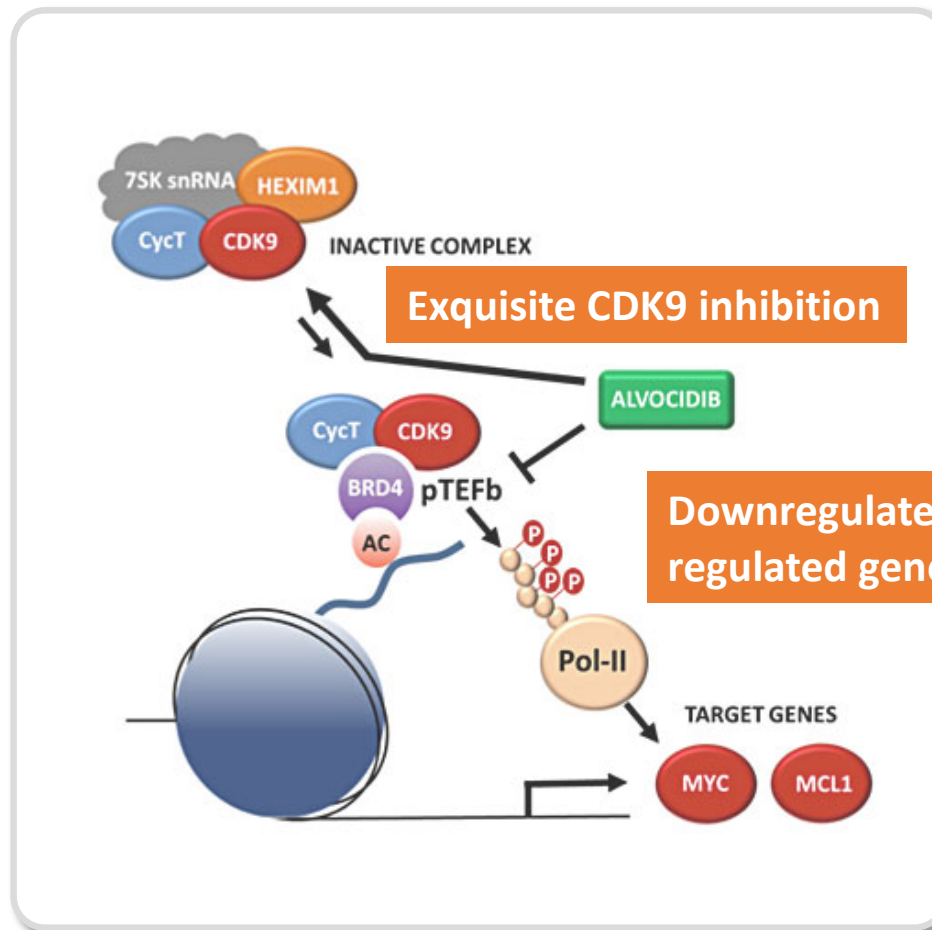 7SK snRNA
HEXIM1
CycT
CDK9
INACTIVE COMPLEX
Exquisite CDK9 inhibition
ALVOCIDIB
CycT
CDK9
BRD4
pTEFb
AC
Downregulate
regulated gen
P
P
P
P
Pol-II
TARGET GENES
MYC
MCL1